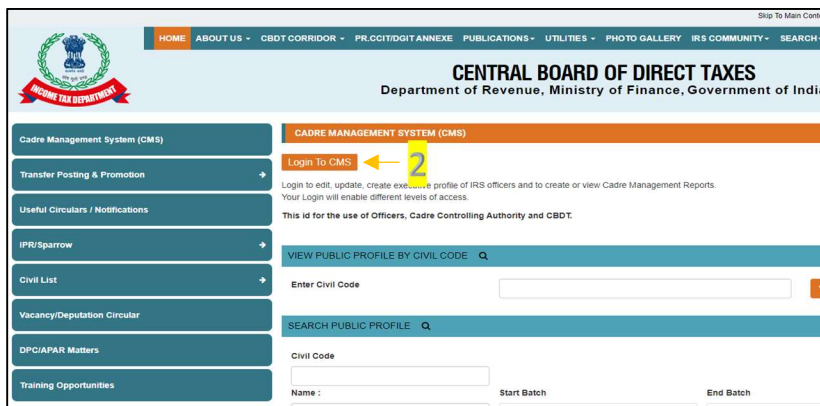 Skip To Main Conte
HOME ABOUT US CBDT CORRIDOR PR.CCIT/DGIT ANNEXE PUBLICATIONS UTILITIES PHOTO GALLERY IRS COMMUNITY SEARCH
INCOME TAX DEPARTMENT
CENTRAL BOARD OF DIRECT TAXES
Department of Revenue, Ministry of Finance, Government of India
Cadre Management System (CMS)
Transfer Posting & Promotion
Useful Circulars / Notifications
IPR/Sparrow
Civil List
Vacancy/Deputation Circular
DPC/APAR Matters
Training Opportunities
CADRE MANAGEMENT SYSTEM (CMS)
Login To CMS
2
Login to edit, update, create executive profile of IRS officers and to create or view Cadre Management Reports.
Your Login will enable different levels of access.
This id for the use of Officers, Cadre Controlling Authority and CBDT.
VIEW PUBLIC PROFILE BY CIVIL CODE
Enter Civil Code
SEARCH PUBLIC PROFILE
Civil Code
Name : Start Batch End Batch